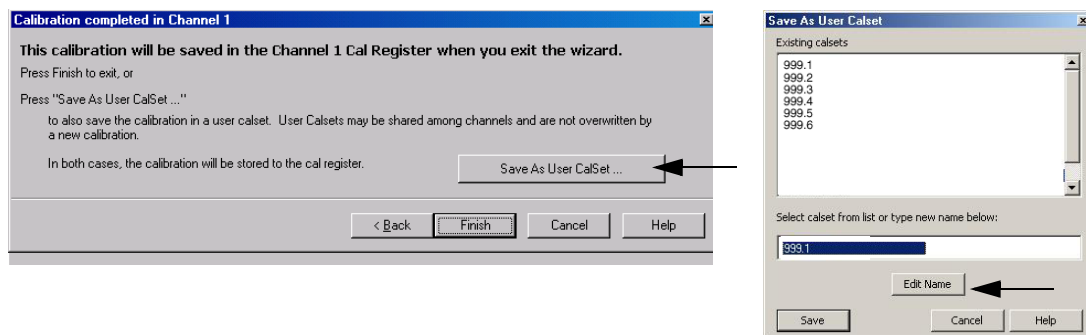 Calibration completed in Channel 1
This calibration will be saved in the Channel 1 Cal Register when you exit the wizard.
Press Finish to exit, or
Press "Save As User CalSet ..."
to also save the calibration in a user calset. User Calsets may be shared among channels and are not overwritten by
a new calibration.
In both cases, the calibration will be stored to the cal register.
Save As User CalSet ...
< Back
Finish
Cancel
Help
Save As User Calset
Existing calsets
999.1
999.2
999.3
999.4
999.5
999.6
Select calset from list or type new name below:
999.1
Edit Name
Save
Cancel
Help